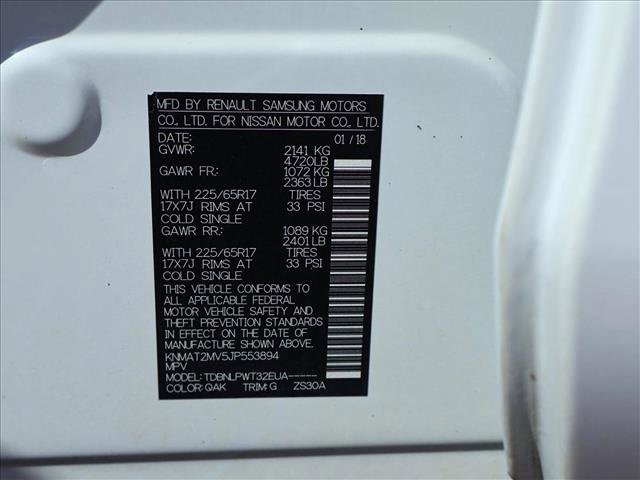 MFD BY RENAULT SAMSUNG MOTORS
CO., LTD. FOR NISSAN MOTOR CO., LTD.
DATE: 01/18
GVWR: 2141 KG
4720LB
GAWR FR: 1072 KG
2363LB
WITH 225/65R17 TIRES
17X7J RIMS AT 33 PSI
COLD SINGLE
GAWR RR: 1089 KG
2401LB
WITH 225/65R17 TIRES
17X7J RIMS AT 33 PSI
COLD SINGLE
THIS VEHICLE CONFORMS TO
ALL APPLICABLE FEDERAL
MOTOR VEHICLE SAFETY AND
THEFT PREVENTION STANDARDS
IN EFFECT ON THE DATE OF
MANUFACTURE SHOWN ABOVE
KNMAT2MV5JP553894
MPV
MODEL: TDBNLPWT32EUA-----
COLOR: QAK TRIM: G ZS30A